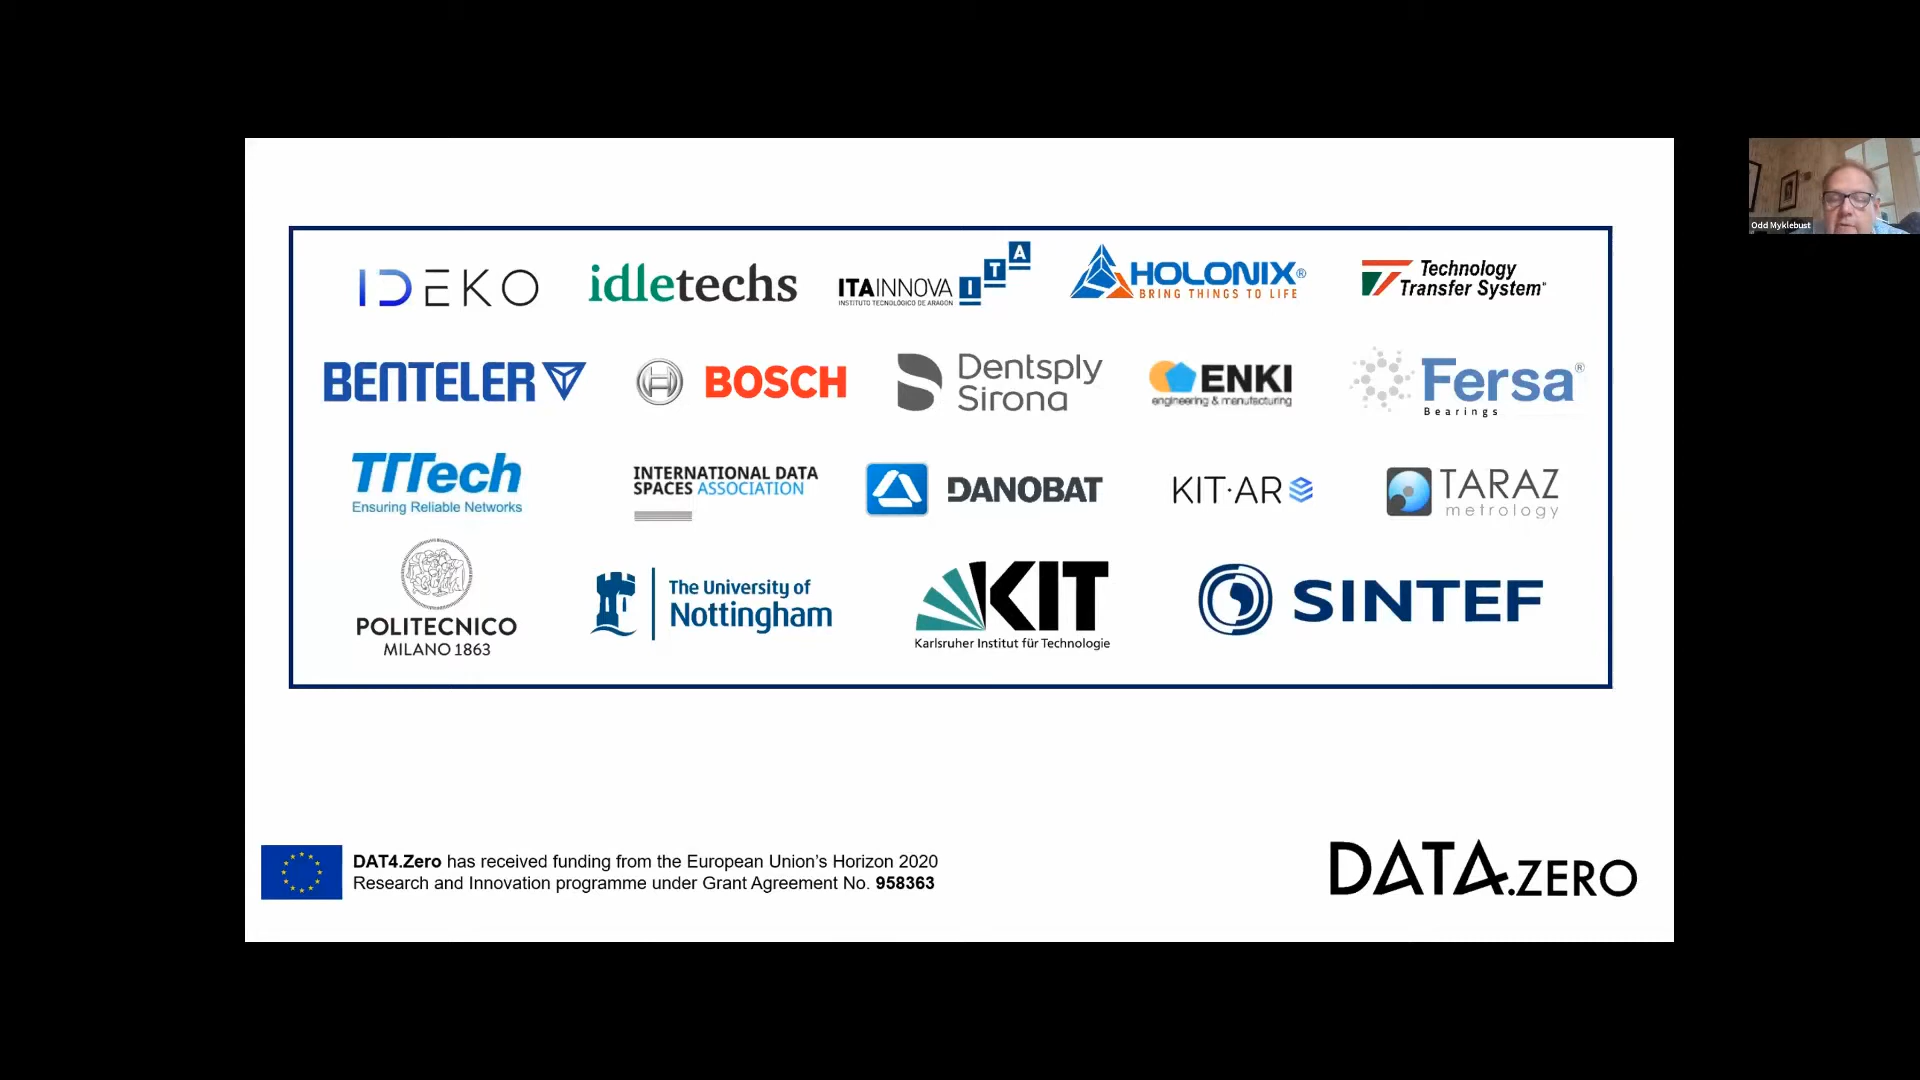 IDEKO
idletechs
ITAINNOVA
INSTITUTO TECNOLÓGICO DE ARAGÓN
I T A
HOLONIX®
BRING THINGS TO LIFE
Technology
Transfer System
BENTELER
BOSCH
Dentsply
Sirona
ENKI
engineering & manufacturing
Fersa®
Bearings
TTTech
Ensuring Reliable Networks
INTERNATIONAL DATA
SPACES ASSOCIATION
DANOBAT
KIT·AR
TARAZ
metrology
POLITECNICO
MILANO 1863
The University of
Nottingham
KIT
Karlsruher Institut für Technologie
SINTEF
DAT4.Zero has received funding from the European Union's Horizon 2020
Research and Innovation programme under Grant Agreement No. 958363
DATA.ZERO
Odd Myklebust